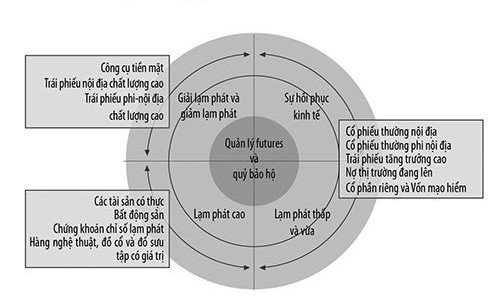 Công cụ tiền mặt
Trái phiếu nội địa chất lượng cao
Trái phiếu phi-nội địa
chất lượng cao
Giải lạm phát và
giảm lạm phát
Sự hồi phục
kinh tế
Quản lý futures
và
quỹ bảo hộ
Cổ phiếu thường nội địa
Cổ phiếu thường phi nội địa
Trái phiếu tăng trưởng cao
Nợ thị trường đang lên
Cổ phần riêng và Vốn mạo hiểm
Các tài sản có thực
Bất động sản
Chứng khoán chỉ số lạm phát
Hàng nghệ thuật, đồ cổ và đồ sưu
tập có giá trị
Lạm phát cao
Lạm phát thấp
và vừa